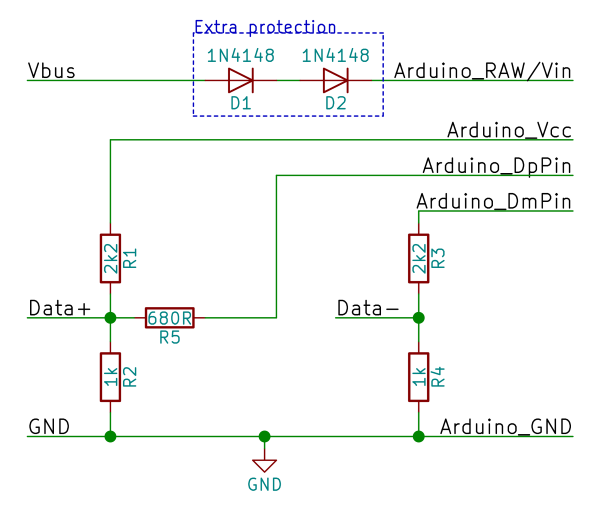 Extra protection
1N4148 1N4148
Vbus Arduino_RAW/Vin
D1 D2
Arduino_Vcc
Arduino_DpPin
Arduino_DmPin
2k2 R1 2k2 R3
Data+ 680R Data-
R5
1k R2 1k R4
GND Arduino_GND
GND